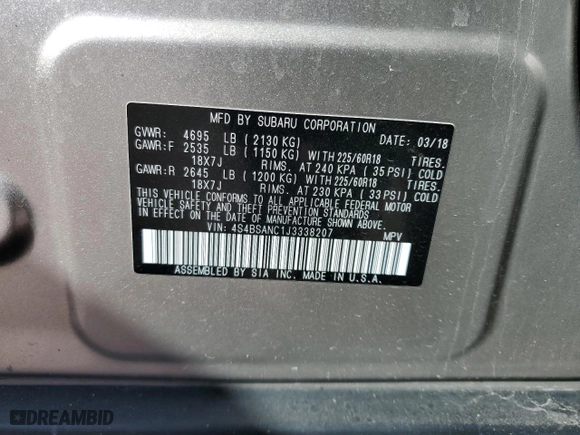 MFD BY SUBARU CORPORATION
GVWR: 4695 LB ( 2130 KG) DATE: 03/18
GAWR:F 2535 LB ( 1150 KG) WITH 225/60R18 TIRES,
18X7J RIMS, AT 240 KPA ( 35 PSI) COLD
GAWR:R 2645 LB ( 1200 KG) WITH 225/60R18 TIRES,
18X7J RIMS, AT 230 KPA ( 33 PSI) COLD
THIS VEHICLE CONFORMS TO ALL APPLICABLE FEDERAL MOTOR
VEHICLE SAFETY, BUMPER, AND THEFT PREVENTION STANDARDS
IN EFFECT ON THE DATE OF MANUFACTURE SHOWN ABOVE.
VIN: 4S4BSANC1J3338207 MPV
ASSEMBLED BY SIA INC. MADE IN U.S.A.
DREAMBID